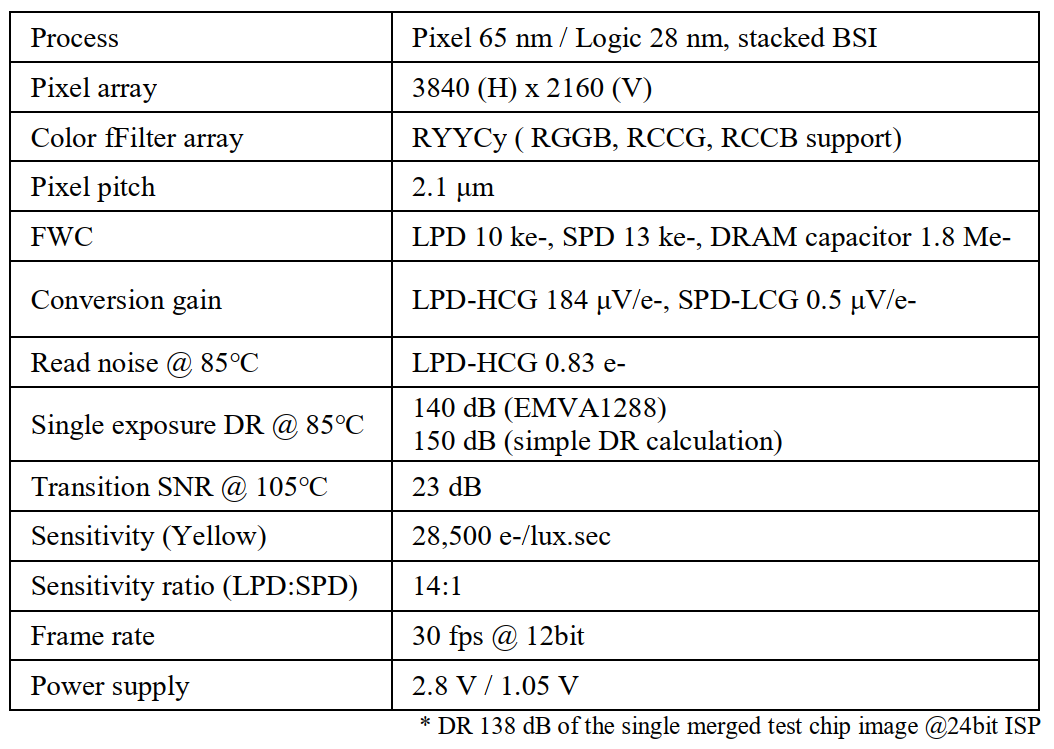 Process Pixel 65 nm / Logic 28 nm, stacked BSI
Pixel array 3840 (H) x 2160 (V)
Color fFilter array RYYCy ( RGGB, RCCG, RCCB support)
Pixel pitch 2.1 μm
FWC LPD 10 ke-, SPD 13 ke-, DRAM capacitor 1.8 Me-
Conversion gain LPD-HCG 184 μV/e-, SPD-LCG 0.5 μV/e-
Read noise @ 85℃ LPD-HCG 0.83 e-
Single exposure DR @ 85℃ 140 dB (EMVA1288)
150 dB (simple DR calculation)
Transition SNR @ 105℃ 23 dB
Sensitivity (Yellow) 28,500 e-/lux.sec
Sensitivity ratio (LPD:SPD) 14:1
Frame rate 30 fps @ 12bit
Power supply 2.8 V / 1.05 V
* DR 138 dB of the single merged test chip image @24bit ISP